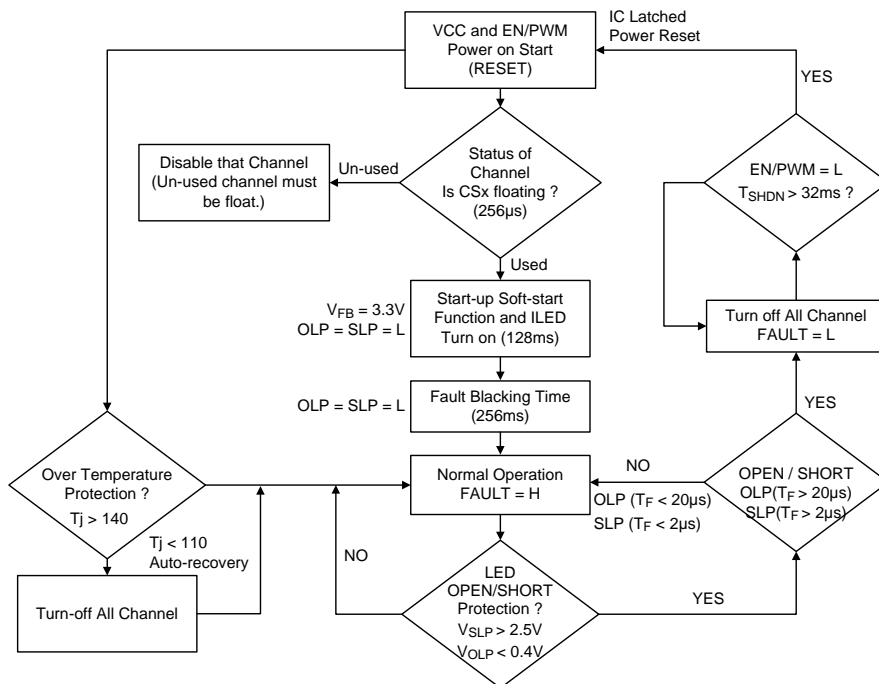 VCC and EN/PWM
Power on Start
(RESET)
IC Latched
Power Reset
YES
Status of
Channel
Is CSx floating ?
(256µs)
Un-used
Disable that Channel
(Un-used channel must
be float.)
EN/PWM = L
TSHDN > 32ms ?
Used
VFB = 3.3V
OLP = SLP = L
Start-up Soft-start
Function and ILED
Turn on (128ms)
Turn off All Channel
FAULT = L
OLP = SLP = L
Fault Blacking Time
(256ms)
YES
Over Temperature
Protection ?
Tj > 140
Normal Operation
FAULT = H
NO
OLP (TF < 20µs)
SLP (TF < 2µs)
OPEN / SHORT
OLP(TF > 20µs)
SLP(TF > 2µs)
Tj < 110
Auto-recovery
NO
Turn-off All Channel
LED
OPEN/SHORT
Protection ?
VSLP > 2.5V
VOLP < 0.4V
YES